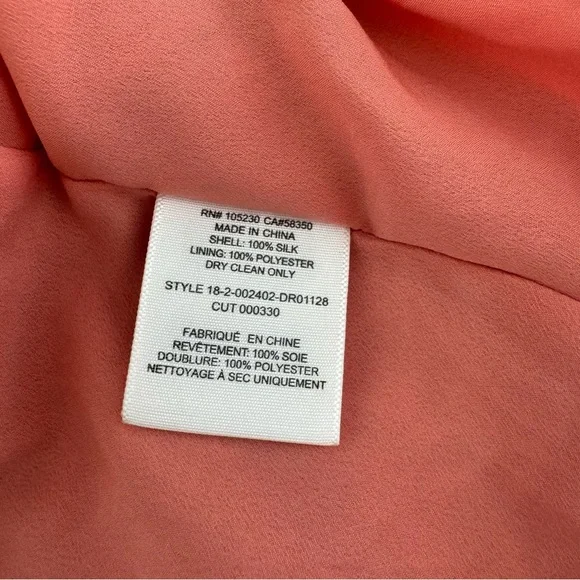 RN# 105230 CA#58350
MADE IN CHINA
SHELL: 100% SILK
LINING: 100% POLYESTER
DRY CLEAN ONLY
STYLE 18-2-002402-DR01128
CUT 000330
FABRIQUÉ EN CHINE
REVÊTEMENT: 100% SOIE
DOUBLURE: 100% POLYESTER
NETTOYAGE À SEC UNIQUEMENT